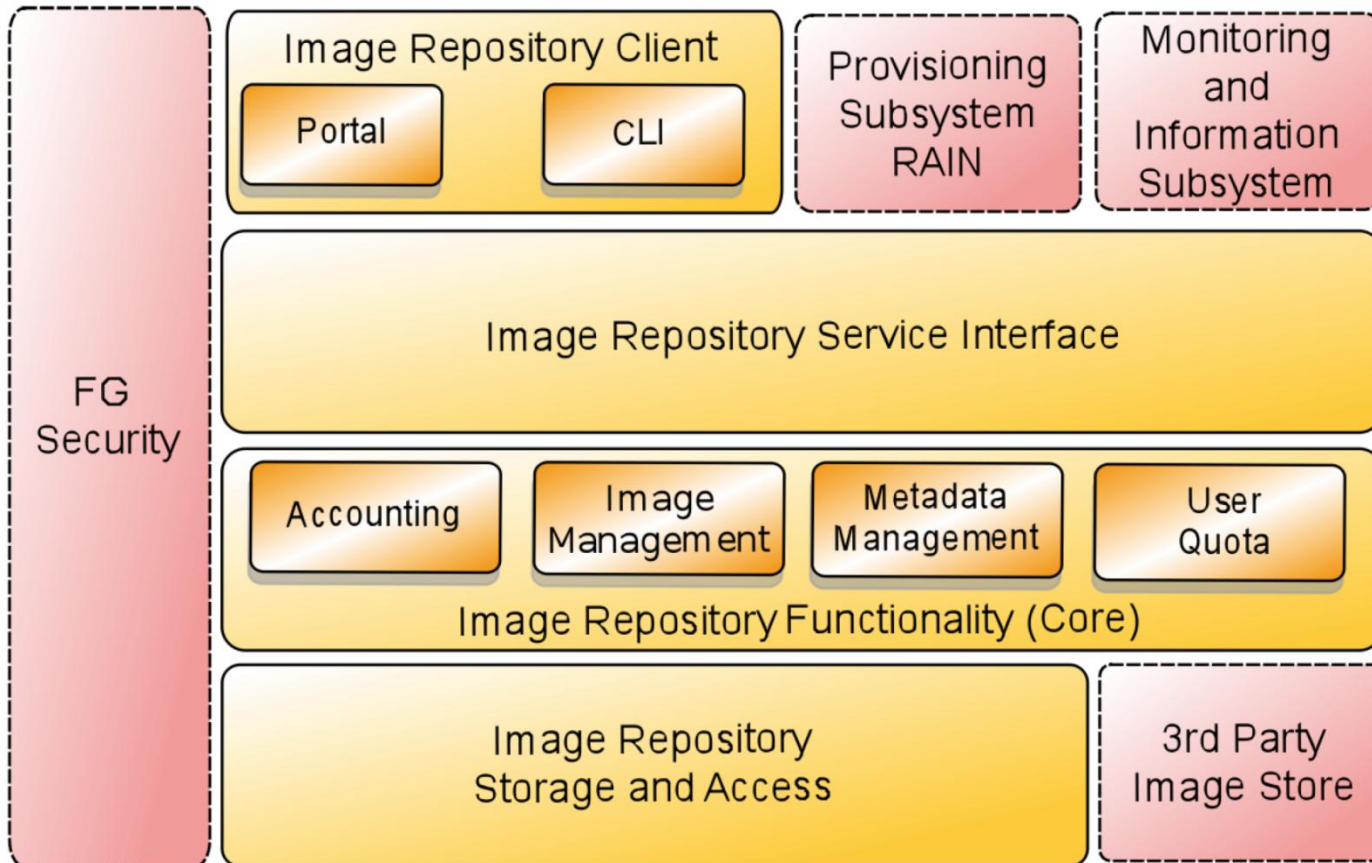 FG
Security
Image Repository Client
Portal
CLI
Provisioning
Subsystem
RAIN
Monitoring
and
Information
Subsystem
Image Repository Service Interface
Accounting
Image
Management
Metadata
Management
User
Quota
Image Repository Functionality (Core)
Image Repository
Storage and Access
3rd Party
Image Store